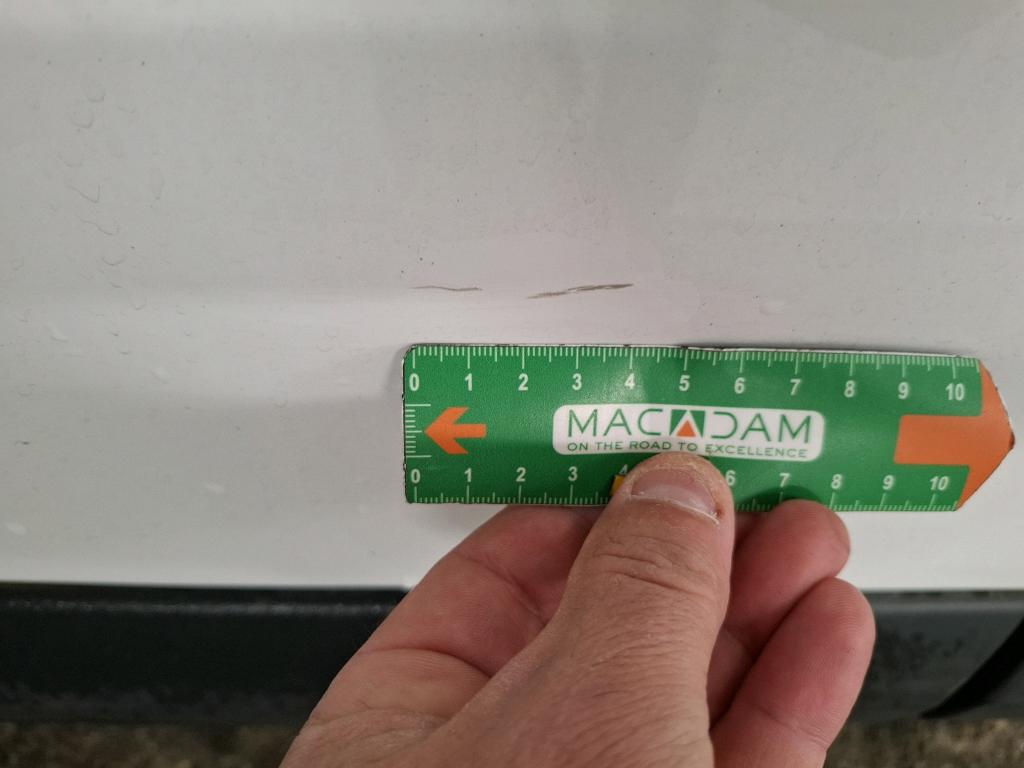 0 1 2 3 4 5 6 7 8 9 10
MACADAM
ON THE ROAD TO EXCELLENCE
0 1 2 3 4 6 7 8 9 10